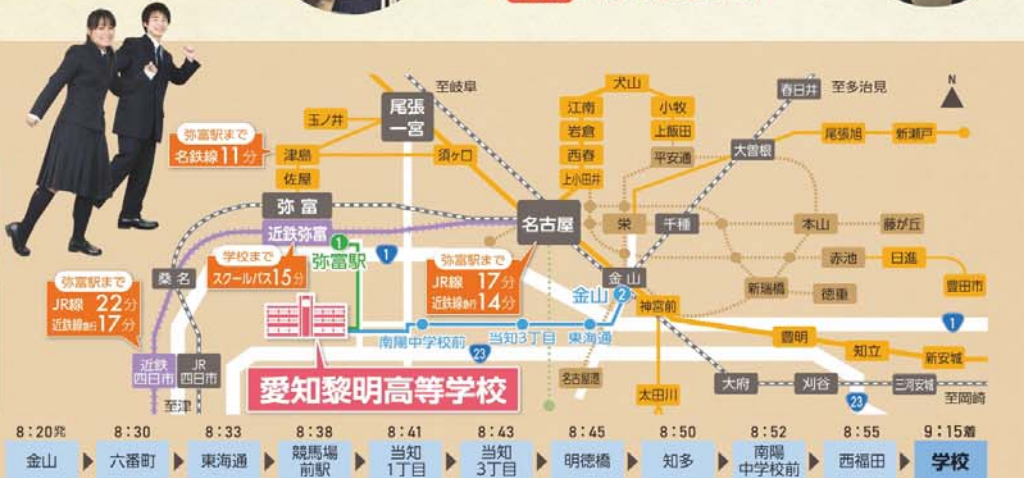 至岐阜
犬山
春日井
至多治見
N
尾張
一宮
江南
小牧
玉ノ井
岩倉
上飯田
尾張旭
新瀬戸
弥富駅まで
名鉄線11分
津島
須ヶ口
西春
平安通
大曽根
佐屋
上小田井
弥富
名古屋
栄
千種
本山
藤が丘
近鉄弥富
1
弥富駅
1
学校まで
スクールバス15分
弥富駅まで
JR線 17分
近鉄線急行14分
赤池
日進
桑名
金山
新瑞橋
徳重
豊田市
弥富駅まで
JR線 22分
近鉄線急行17分
金山
2
神宮前
1
南陽中学校前
当知3丁目
東海通
豊明
23
知立
新安城
近鉄
四日市
JR
四日市
愛知黎明高等学校
名古屋港
太田川
大府
刈谷
三河安城
至津
23
至岡崎
8:20発
8:30
8:33
8:38
8:41
8:43
8:45
8:50
8:52
8:55
9:15着
金山
六番町
東海通
競馬場
前駅
当知
1丁目
当知
3丁目
明徳橋
知多
南陽
中学校前
西福田
学校